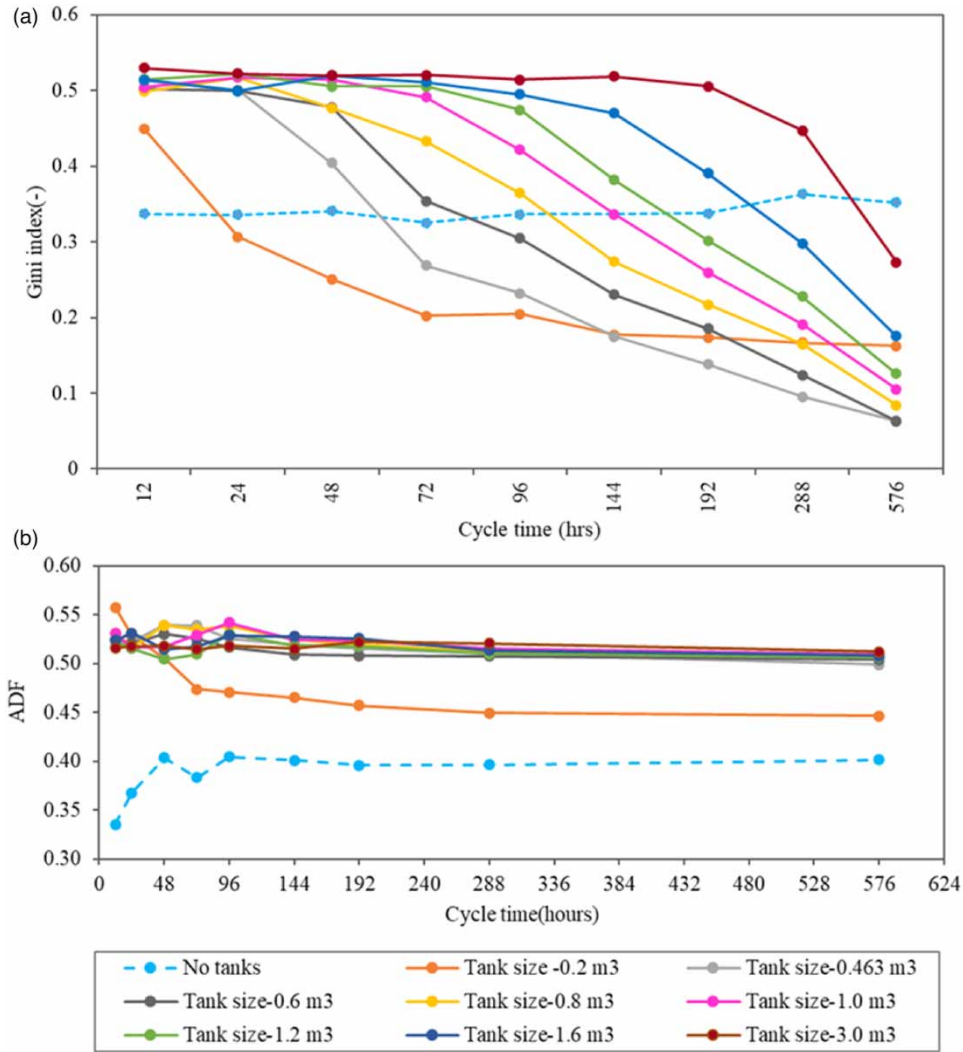 (a)
0.6
0.5
0.4
0.3
0.2
0.1
0
Gini index(-)
12 24 48 72 96 144 192 288 576
Cycle time (hrs)
(b)
0.60
0.55
0.50
0.45
0.40
0.35
0.30
ADF
0 48 96 144 192 240 288 336 384 432 480 528 576 624
Cycle time(hours)
No tanks Tank size -0.2 m3 Tank size-0.463 m3
Tank size-0.6 m3 Tank size-0.8 m3 Tank size-1.0 m3
Tank size-1.2 m3 Tank size-1.6 m3 Tank size-3.0 m3